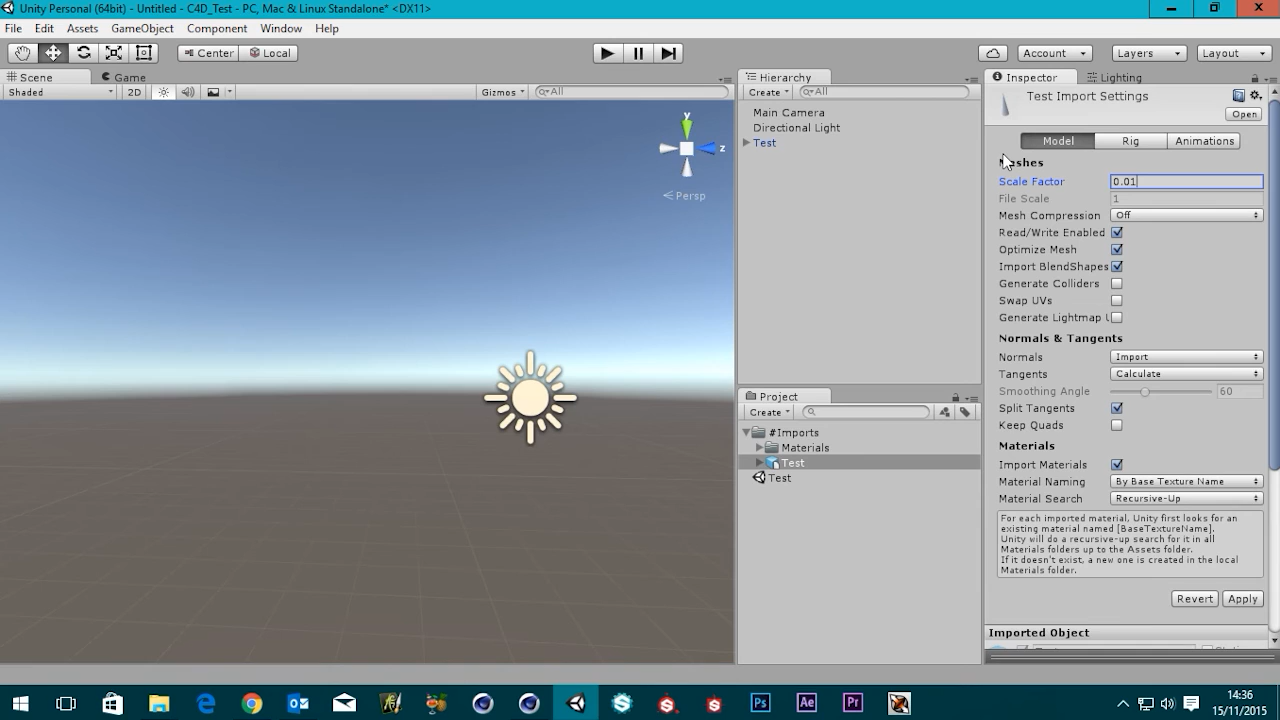 Unity Personal (64bit) - Untitled - C4D_Test - PC, Mac & Linux Standalone* <DX11>
File Edit Assets GameObject Component Window Help
Center Local Account Layers Layout
Scene Game Hierarchy Inspector Lighting
Shaded 2D Gizmos All Create All
Test Import Settings
Open
Main Camera
Directional Light
Test
y
z
Persp
Model Rig Animations
Meshes
Scale Factor 0.01
File Scale 1
Mesh Compression Off
Read/Write Enabled
Optimize Mesh
Import BlendShapes
Generate Colliders
Swap UVs
Generate Lightmap U
Normals & Tangents
Normals Import
Tangents Calculate
Smoothing Angle 60
Split Tangents
Keep Quads
Project
Create
#Imports
Materials
Test
Test
Materials
Import Materials
Material Naming By Base Texture Name
Material Search Recursive-Up
For each imported material, Unity first looks for an
existing material named [BaseTextureName].
Unity will do a recursive-up search for it in all
Materials folders up to the Assets folder.
If it doesn't exist, a new one is created in the local
Materials folder.
Revert Apply
Imported Object
Ps Ae Pr
14:36
15/11/2015